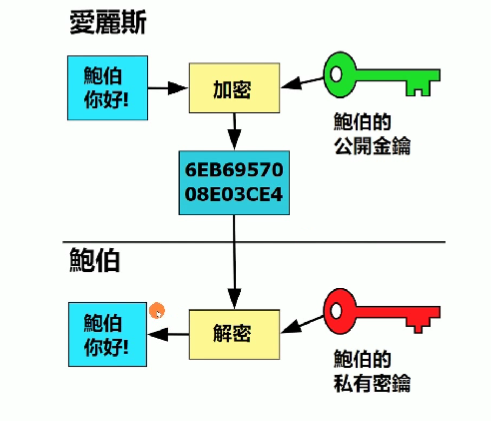 愛麗斯
鮑伯
你好!
加密
鮑伯的
公開金鑰
6EB69570
08E03CE4
鮑伯
鮑伯
你好!
解密
鮑伯的
私有密鑰